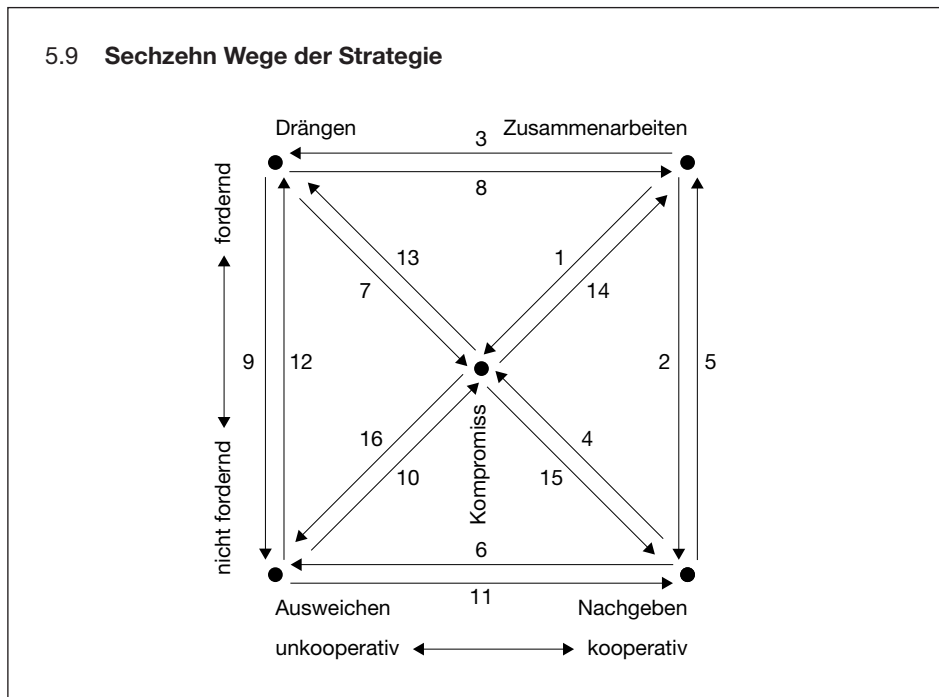 5.9 Sechzehn Wege der Strategie
Drängen
Zusammenarbeiten
3
8
fordernd
nicht fordernd
13
7
1
14
9
12
2
5
Kompromiss
16
10
4
15
6
11
Ausweichen
Nachgeben
unkooperativ
kooperativ